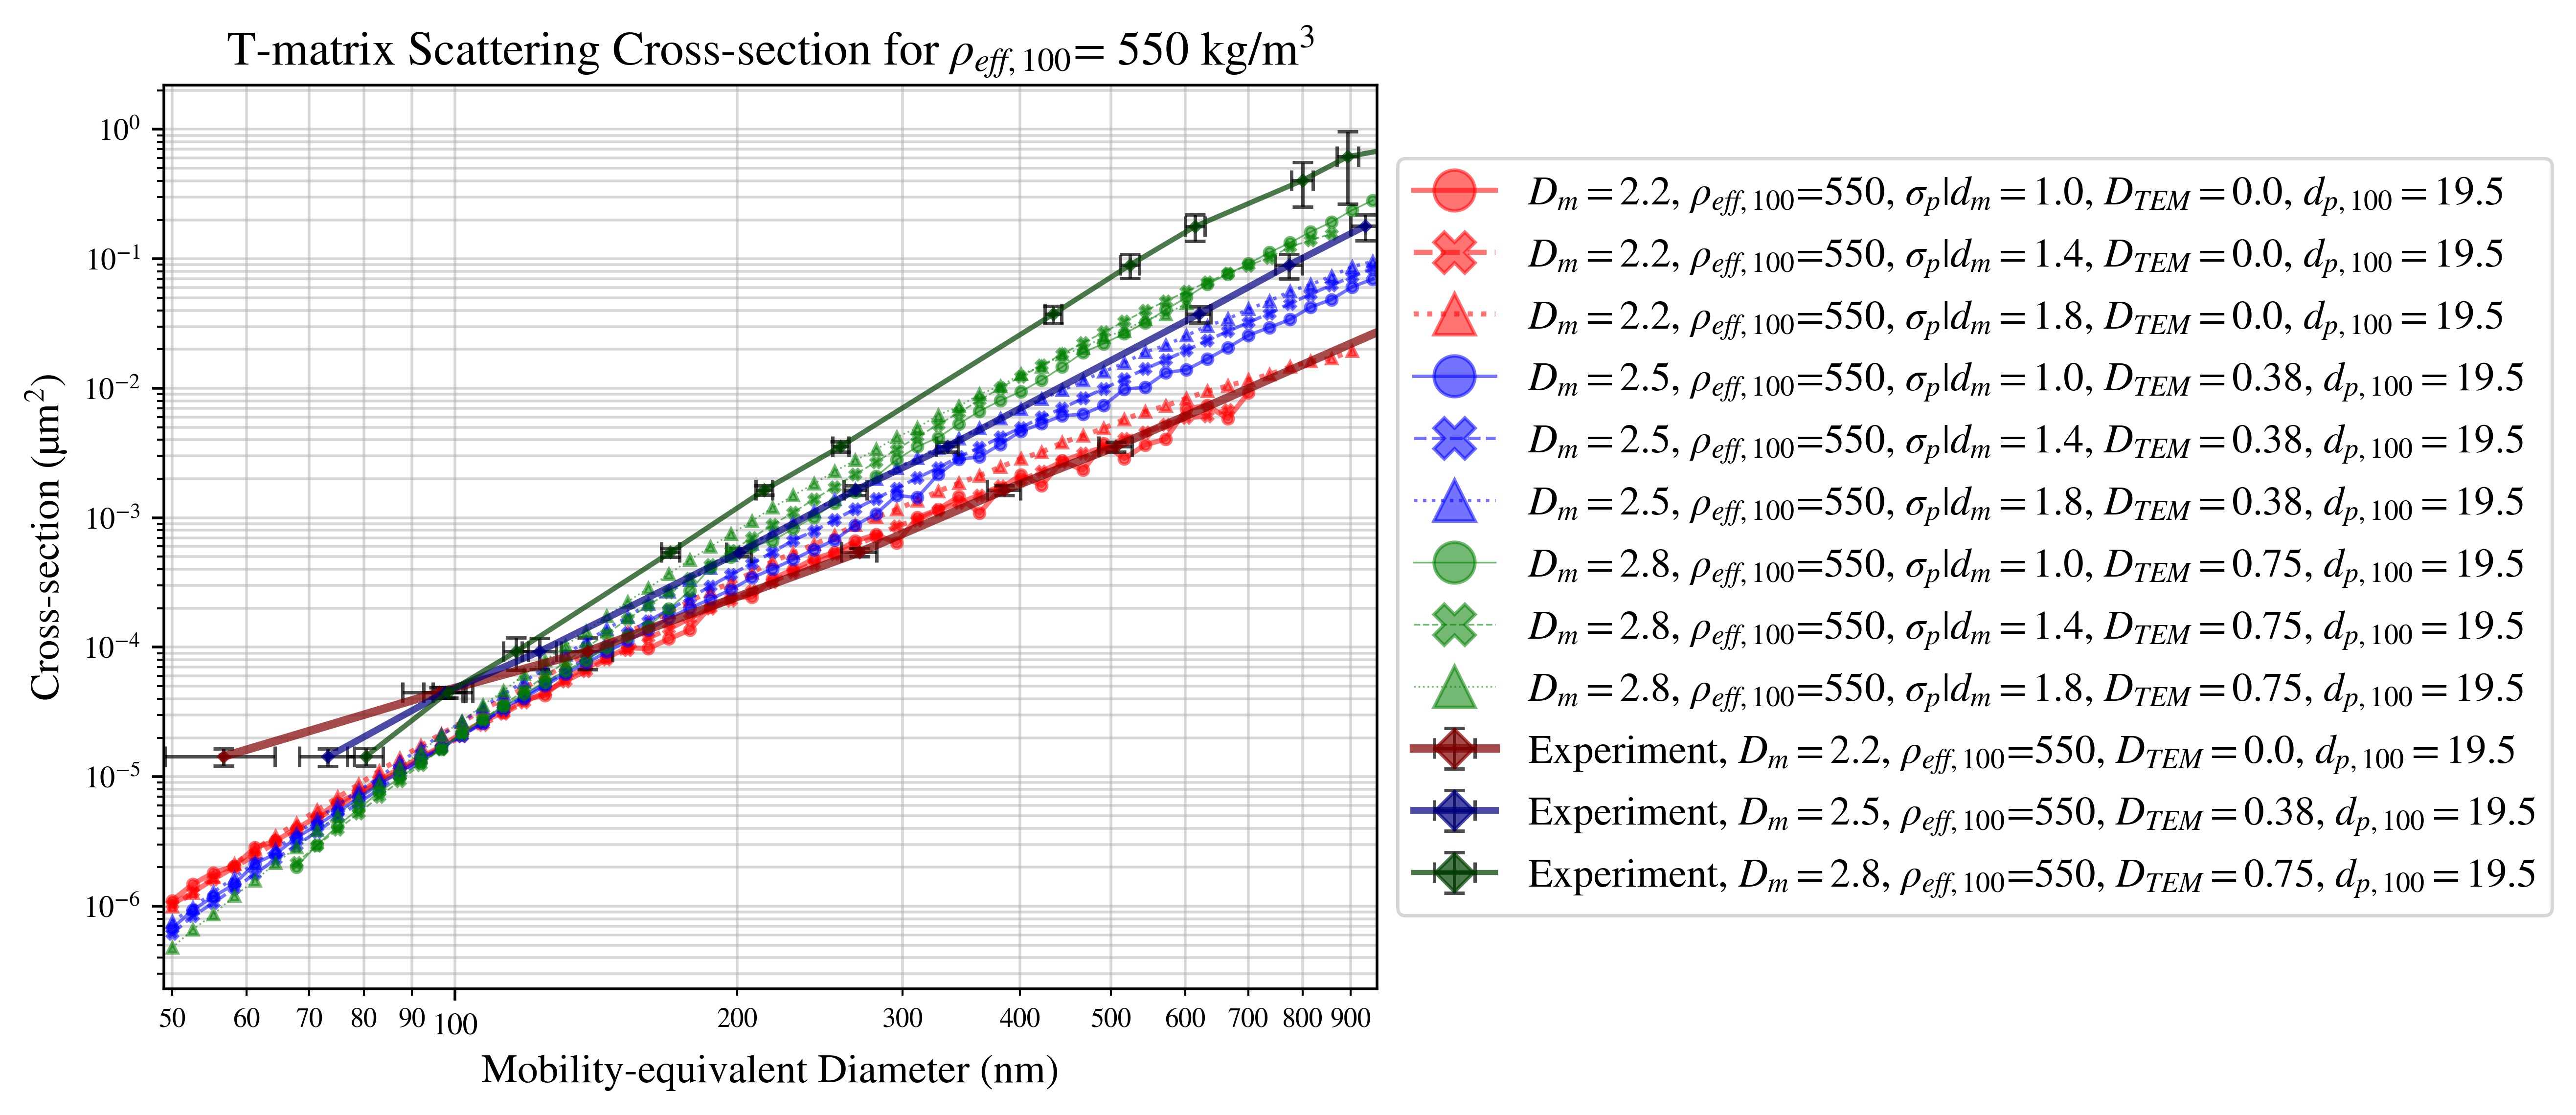 T-matrix Scattering Cross-section for ρeff,100= 550 kg/m³
Cross-section (µm²)
10⁰
10⁻¹
10⁻²
10⁻³
10⁻⁴
10⁻⁵
10⁻⁶
50 60 70 80 90 100 200 300 400 500 600 700 800 900
Mobility-equivalent Diameter (nm)
Dm = 2.2, ρeff,100=550, σp|dm = 1.0, DTEM = 0.0, dp,100 = 19.5
Dm = 2.2, ρeff,100=550, σp|dm = 1.4, DTEM = 0.0, dp,100 = 19.5
Dm = 2.2, ρeff,100=550, σp|dm = 1.8, DTEM = 0.0, dp,100 = 19.5
Dm = 2.5, ρeff,100=550, σp|dm = 1.0, DTEM = 0.38, dp,100 = 19.5
Dm = 2.5, ρeff,100=550, σp|dm = 1.4, DTEM = 0.38, dp,100 = 19.5
Dm = 2.5, ρeff,100=550, σp|dm = 1.8, DTEM = 0.38, dp,100 = 19.5
Dm = 2.8, ρeff,100=550, σp|dm = 1.0, DTEM = 0.75, dp,100 = 19.5
Dm = 2.8, ρeff,100=550, σp|dm = 1.4, DTEM = 0.75, dp,100 = 19.5
Dm = 2.8, ρeff,100=550, σp|dm = 1.8, DTEM = 0.75, dp,100 = 19.5
Experiment, Dm = 2.2, ρeff,100=550, DTEM = 0.0, dp,100 = 19.5
Experiment, Dm = 2.5, ρeff,100=550, DTEM = 0.38, dp,100 = 19.5
Experiment, Dm = 2.8, ρeff,100=550, DTEM = 0.75, dp,100 = 19.5